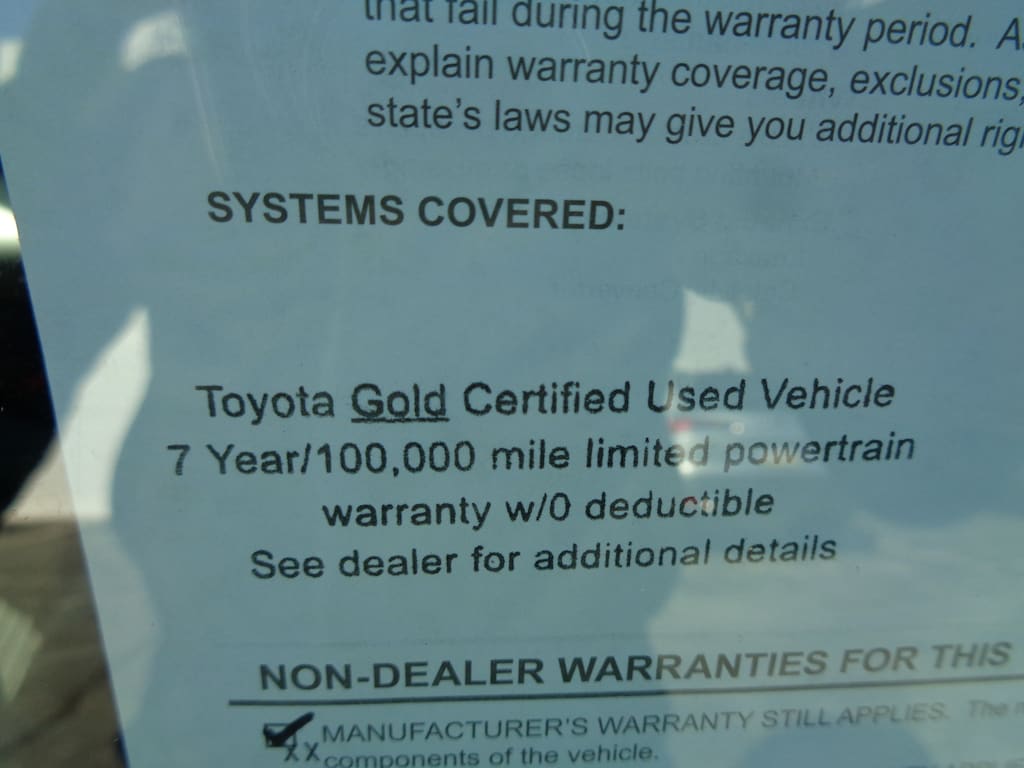 that fail during the warranty period.
explain warranty coverage, exclusions,
state's laws may give you additional
SYSTEMS COVERED:
Toyota Gold Certified Used Vehicle
7 Year/100,000 mile limited powertrain
warranty w/0 deductible
See dealer for additional details
NON-DEALER WARRANTIES FOR THIS
MANUFACTURER'S WARRANTY STILL APPLIES. The
XX components of the vehicle.